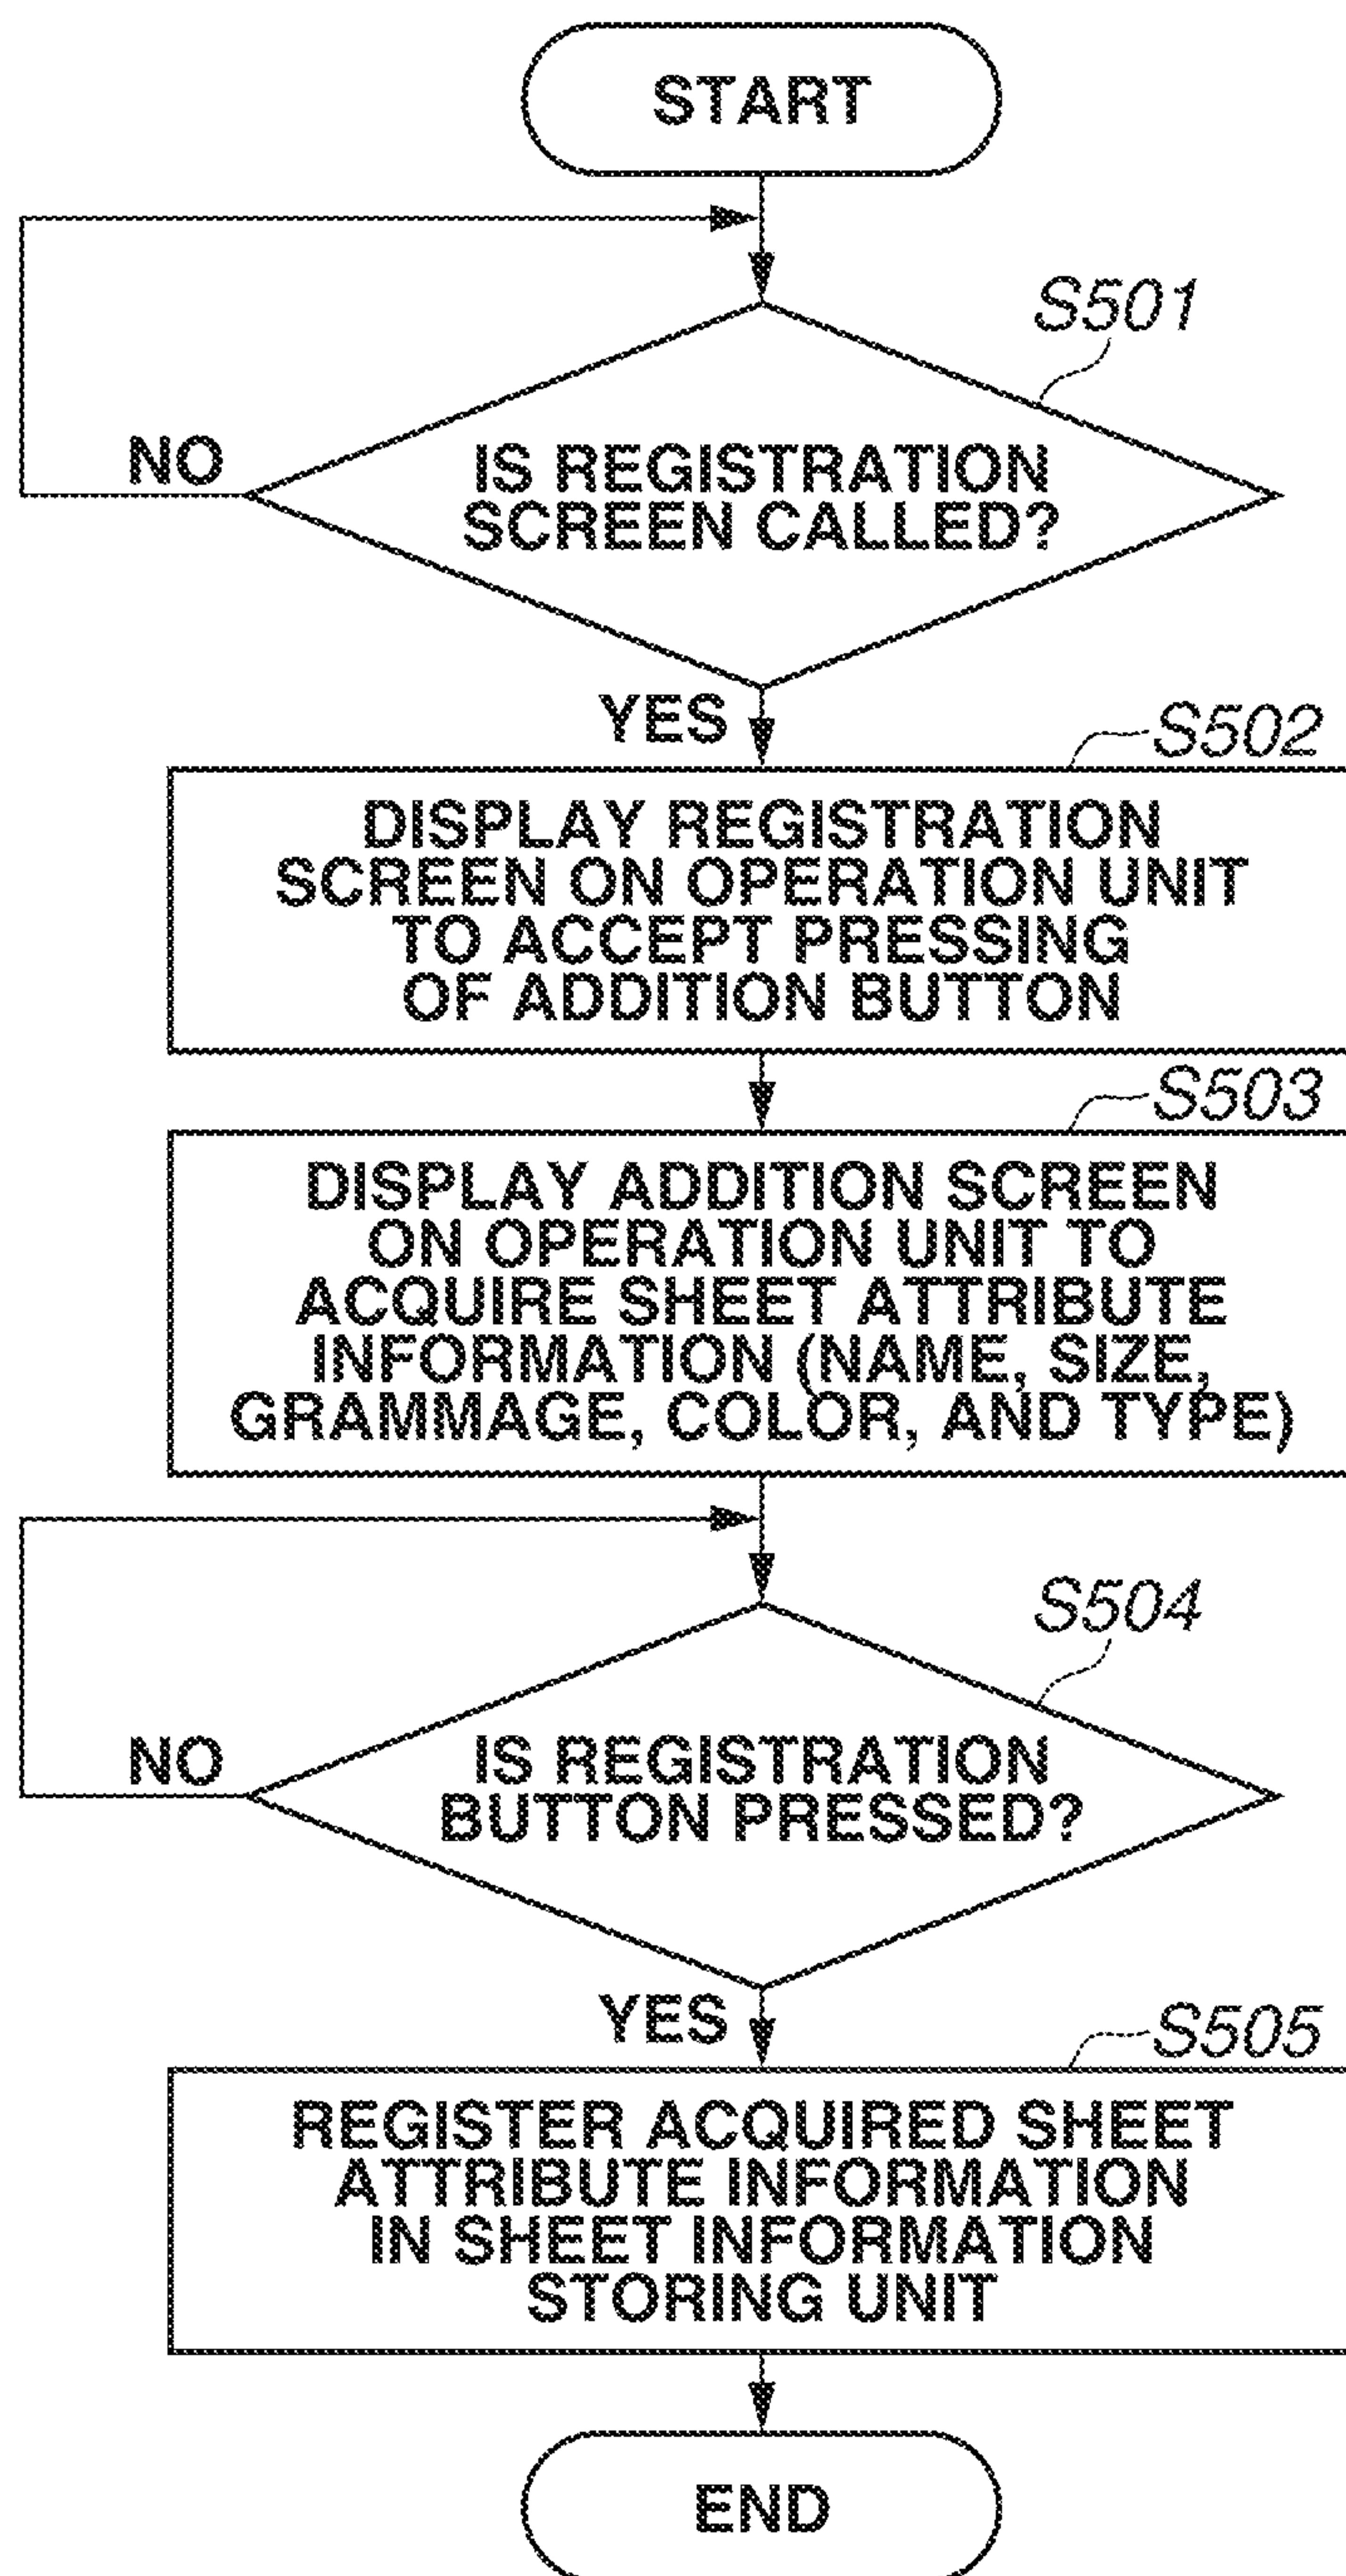 START
S501
NO
IS REGISTRATION
SCREEN CALLED?
YES
S502
DISPLAY REGISTRATION
SCREEN ON OPERATION UNIT
TO ACCEPT PRESSING
OF ADDITION BUTTON
S503
DISPLAY ADDITION SCREEN
ON OPERATION UNIT TO
ACQUIRE SHEET ATTRIBUTE
INFORMATION (NAME, SIZE,
GRAMMAGE, COLOR, AND TYPE)
S504
NO
IS REGISTRATION
BUTTON PRESSED?
YES
S505
REGISTER ACQUIRED SHEET
ATTRIBUTE INFORMATION
IN SHEET INFORMATION
STORING UNIT
END